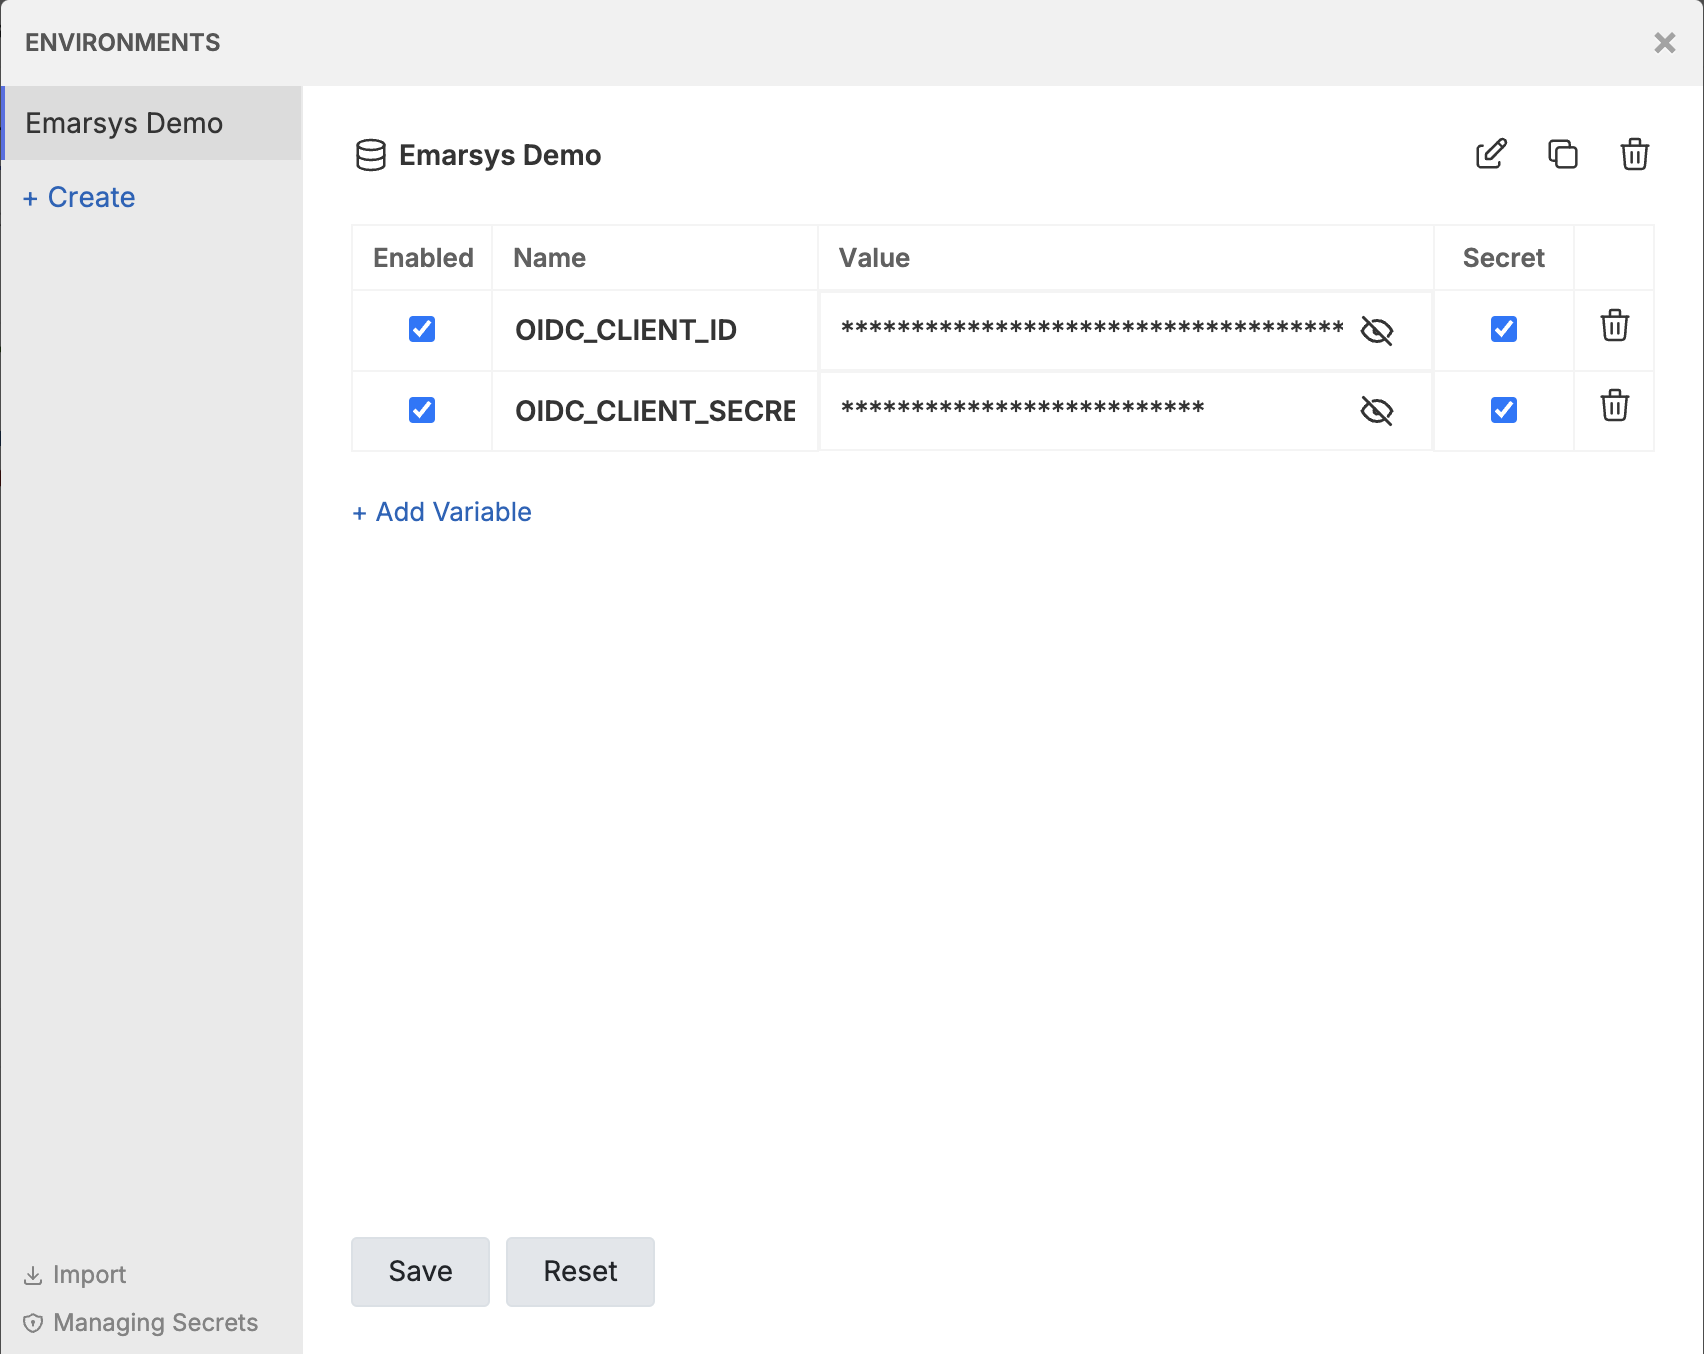 ENVIRONMENTS
Emarsys Demo
+ Create
Emarsys Demo
Enabled Name Value Secret
OIDC_CLIENT_ID ************************************
OIDC_CLIENT_SECRE **************************
+ Add Variable
Save Reset
Import
Managing Secrets